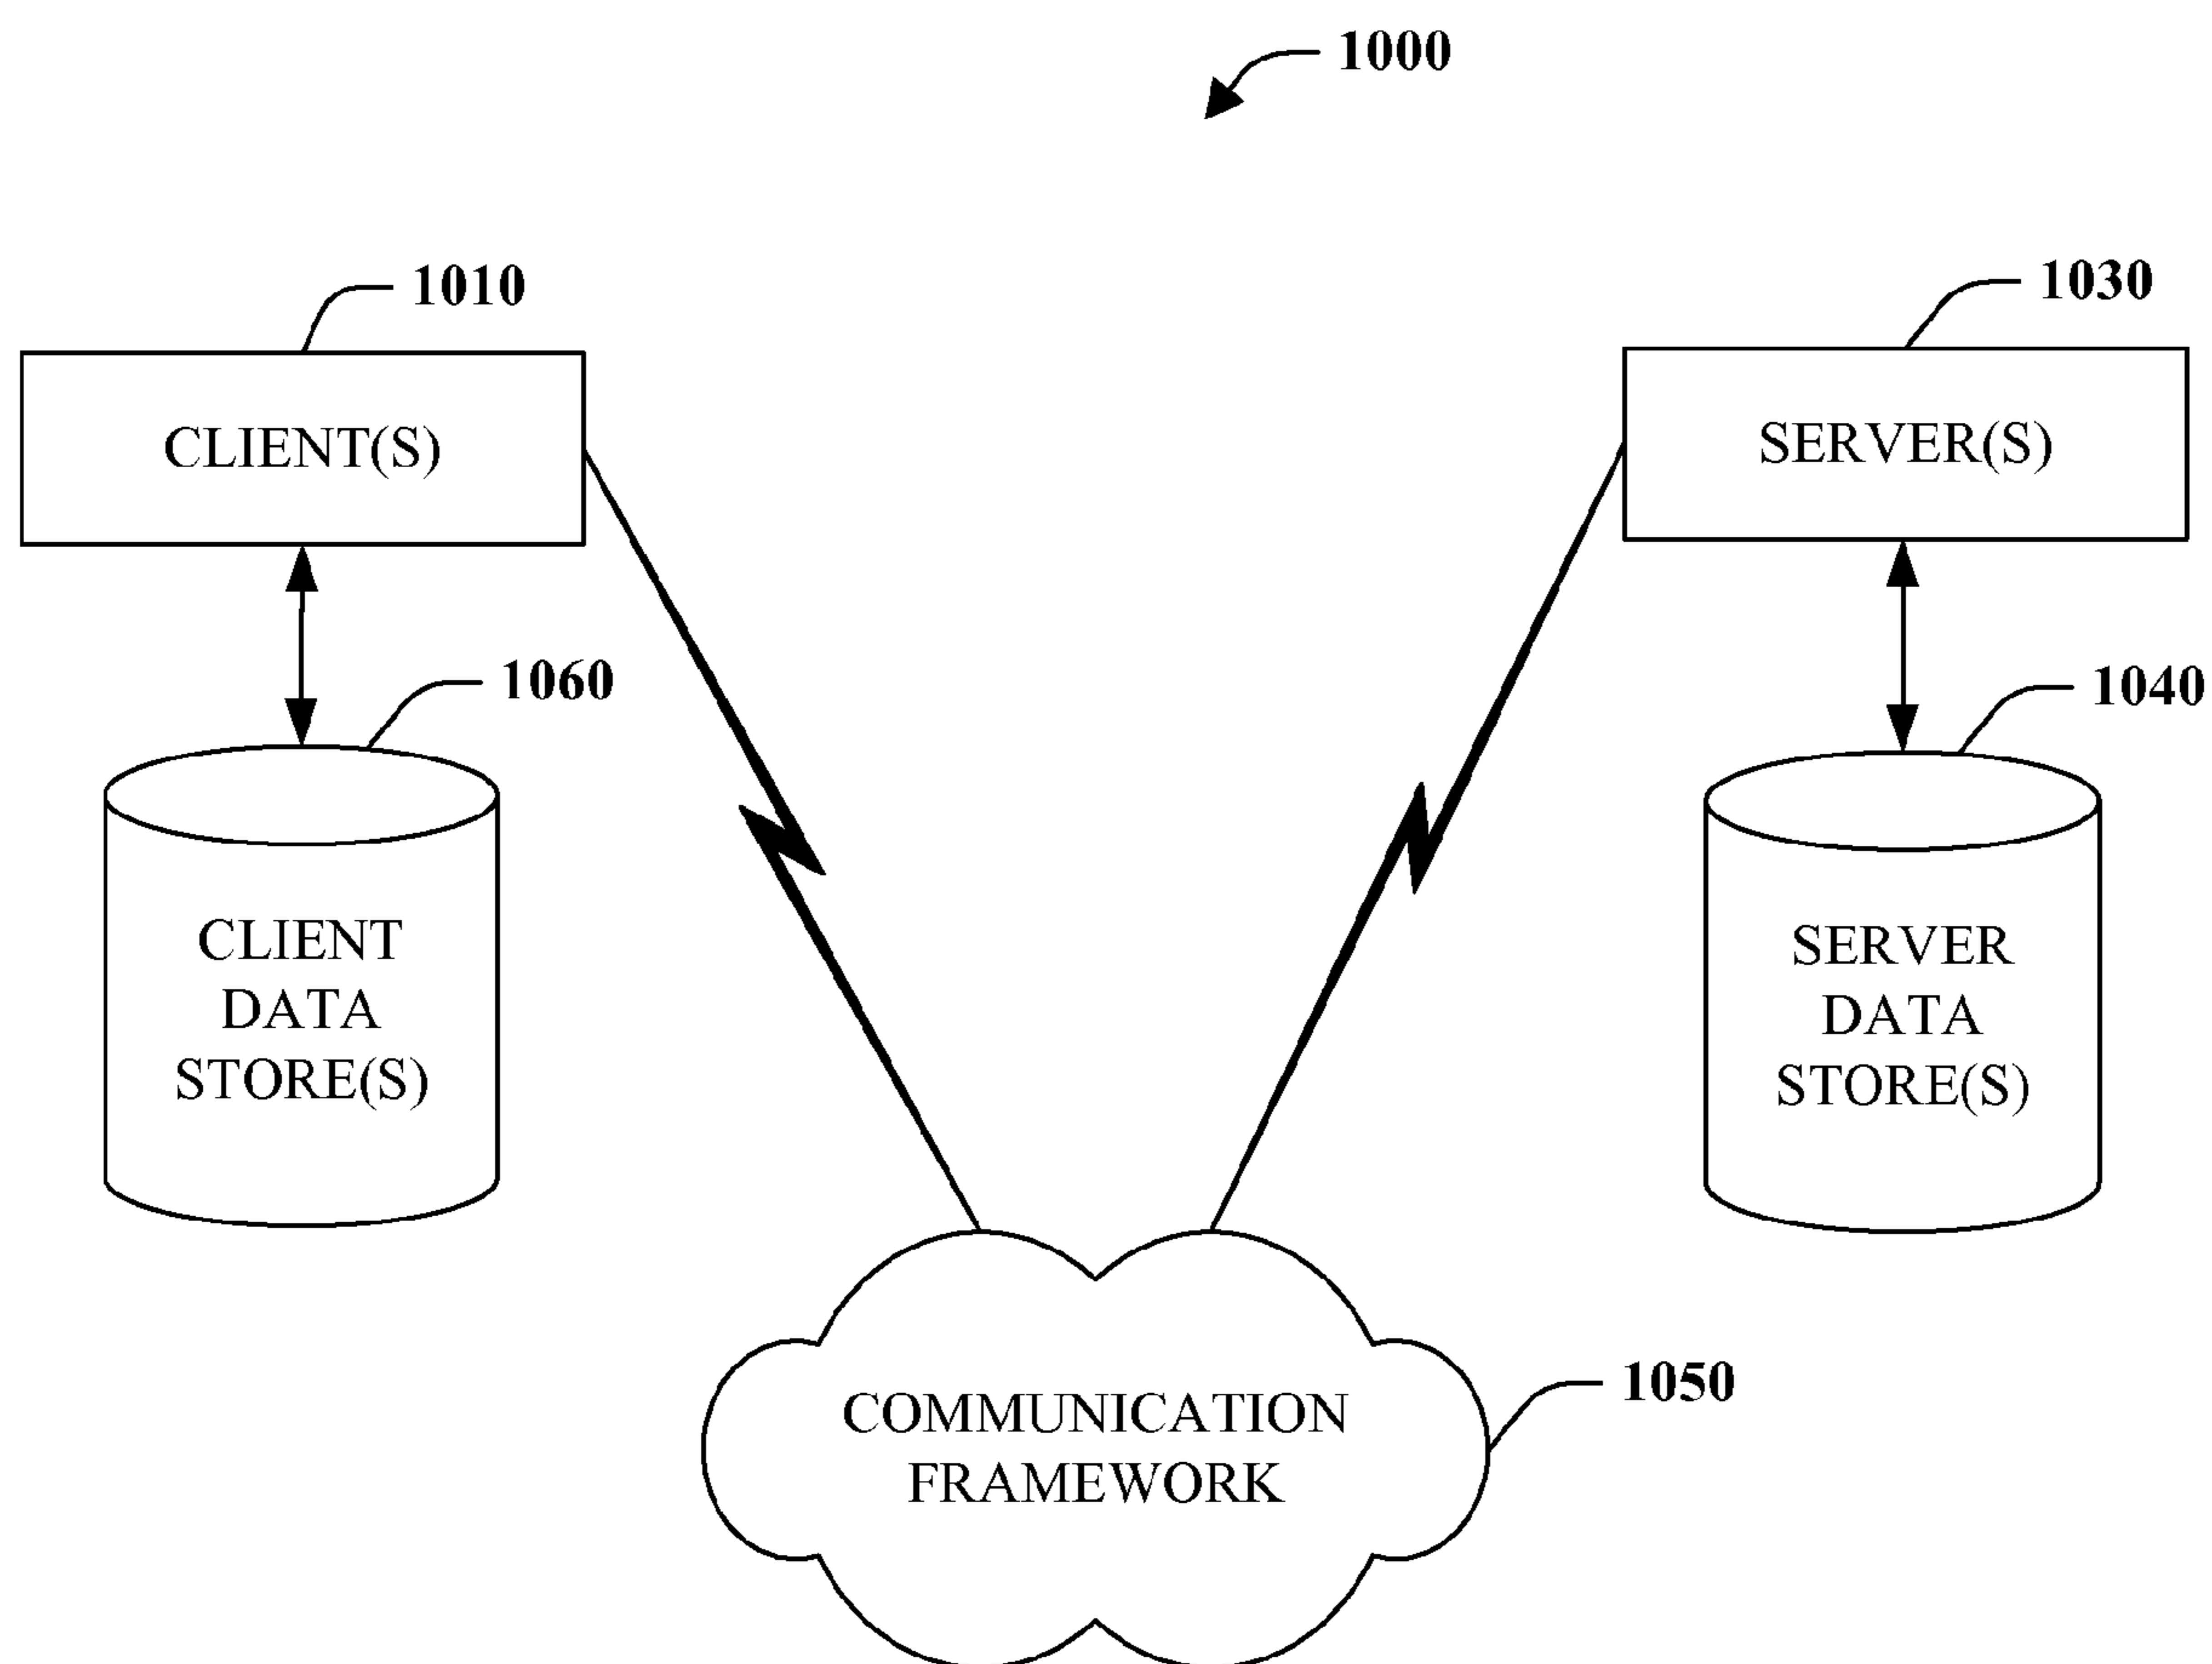 1000
1010
1030
CLIENT(S)
SERVER(S)
1060
1040
CLIENT
DATA
STORE(S)
SERVER
DATA
STORE(S)
1050
COMMUNICATION
FRAMEWORK